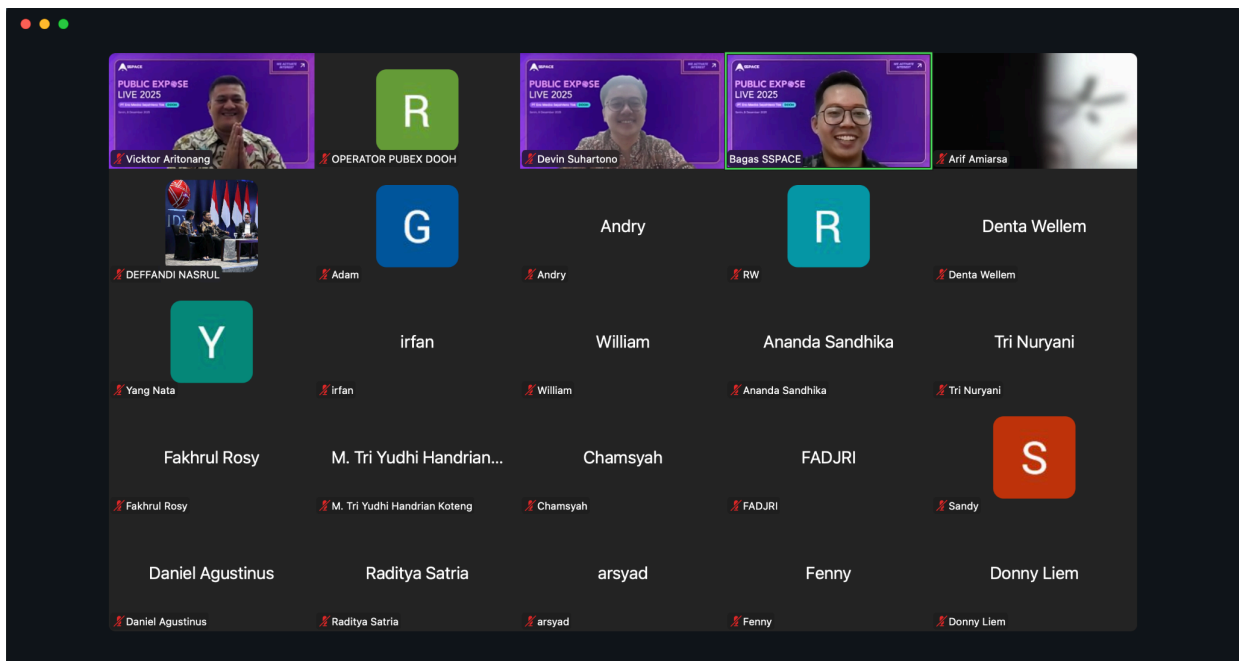 SSPACE
WE ACTIVATE
INTEREST
PUBLIC EXPOSE
LIVE 2025
Vicktor Aritonang
R
OPERATOR PUBEX DOOH
SSPACE
PUBLIC EXPOSE
LIVE 2025
Devin Suhartono
SSPACE
PUBLIC EXPOSE
LIVE 2025
Bagas SSPACE
Arif Amiarsa
DEFFANDI NASRUL
G
Adam
Andry
Andry
R
RW
Denta Wellem
Denta Wellem
Y
Yang Nata
irfan
irfan
William
William
Ananda Sandhika
Ananda Sandhika
Tri Nuryani
Tri Nuryani
Fakhrul Rosy
Fakhrul Rosy
M. Tri Yudhi Handrian...
M. Tri Yudhi Handrian Koteng
Chamsyah
Chamsyah
FADJRI
FADJRI
S
Sandy
Daniel Agustinus
Daniel Agustinus
Raditya Satria
Raditya Satria
arsyad
arsyad
Fenny
Fenny
Donny Liem
Donny Liem